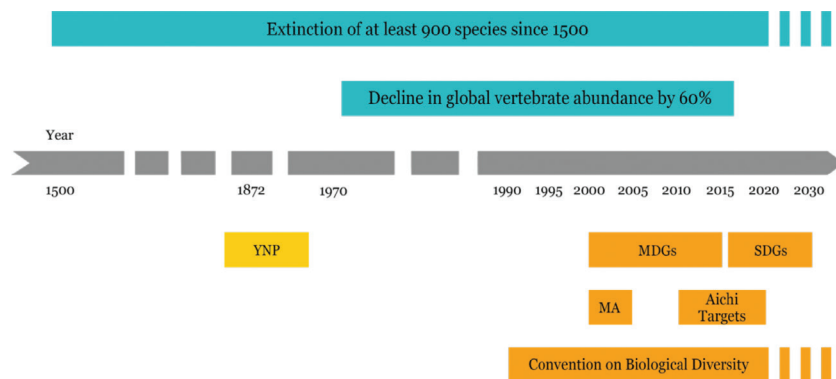 Extinction of at least 900 species since 1500
Decline in global vertebrate abundance by 60%
Year
1500 1872 1970 1990 1995 2000 2005 2010 2015 2020 2030
YNP MDGs SDGs
MA Aichi
Targets
Convention on Biological Diversity